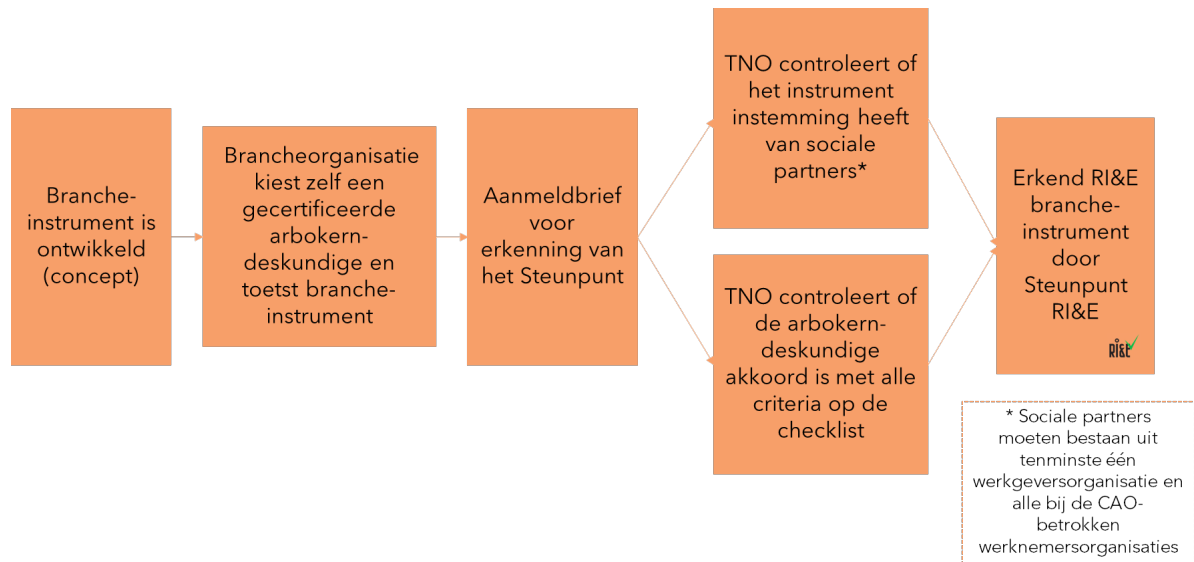 Branche-
instrument is
ontwikkeld
(concept)
Brancheorganisatie
kiest zelf een
gecertificeerde
arbokern-
deskundige en
toetst branche-
instrument
Aanmeldbrief
voor
erkenning van
het Steunpunt
TNO controleert of
het instrument
instemming heeft
van sociale
partners*
TNO controleert of
de arbokern-
deskundige
akkoord is met alle
criteria op de
checklist
Erkend RI&E
branche-
instrument
door
Steunpunt
RI&E
RI&E
* Sociale partners
moeten bestaan uit
tenminste één
werkgeversorganisatie en
alle bij de CAO-
betrokken
werknemersorganisaties